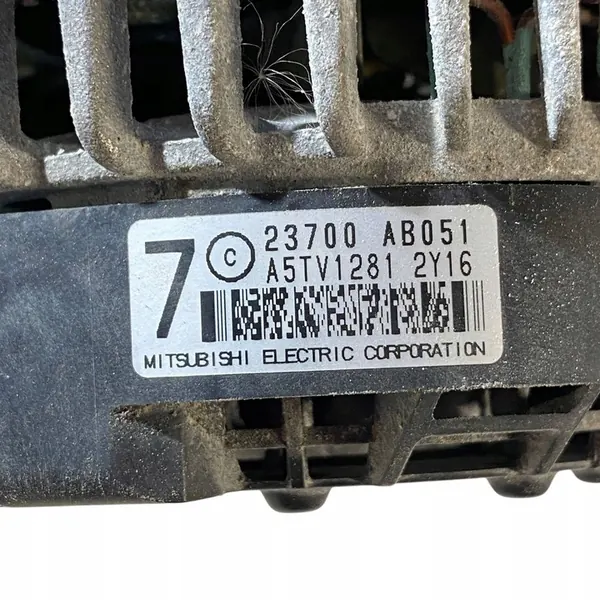 7 C 23700 AB051
A5TV1281 2Y16
MITSUBISHI ELECTRIC CORPORATION